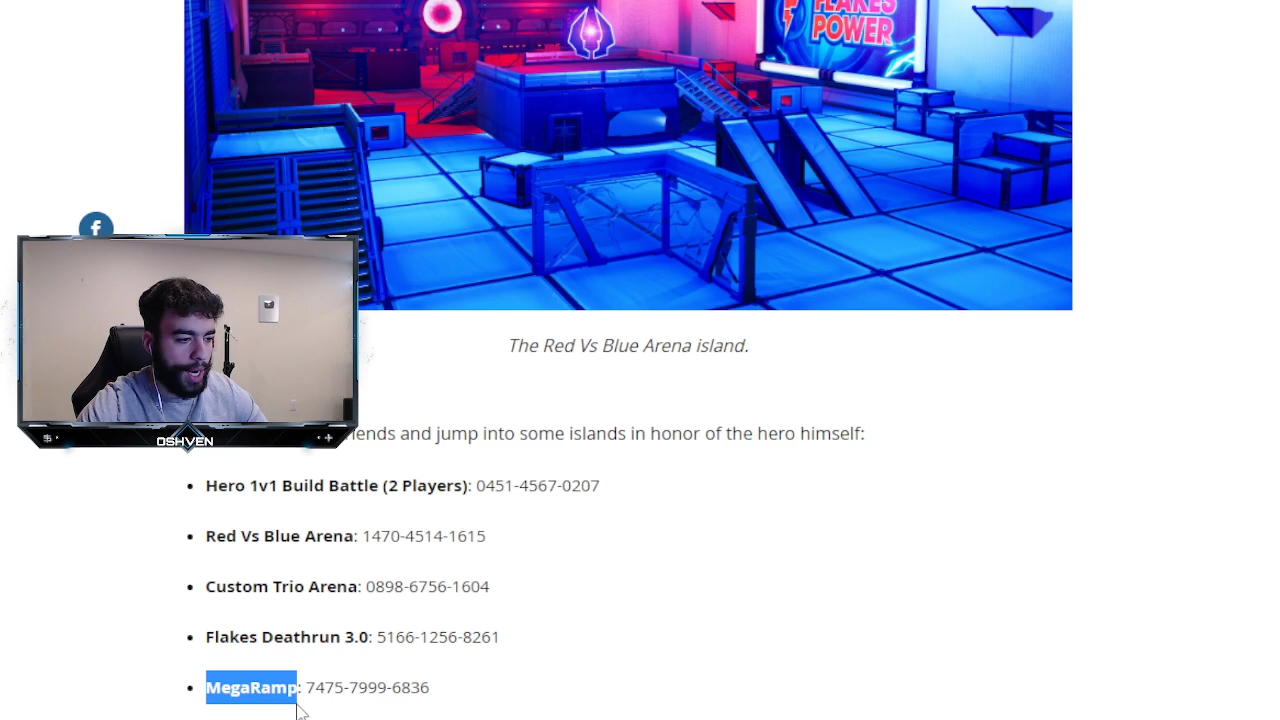 FLAKES
POWER
f
OSHVEN
The Red Vs Blue Arena island.
iends and jump into some islands in honor of the hero himself:
• Hero 1v1 Build Battle (2 Players): 0451-4567-0207
• Red Vs Blue Arena: 1470-4514-1615
• Custom Trio Arena: 0898-6756-1604
• Flakes Deathrun 3.0: 5166-1256-8261
• MegaRamp: 7475-7999-6836